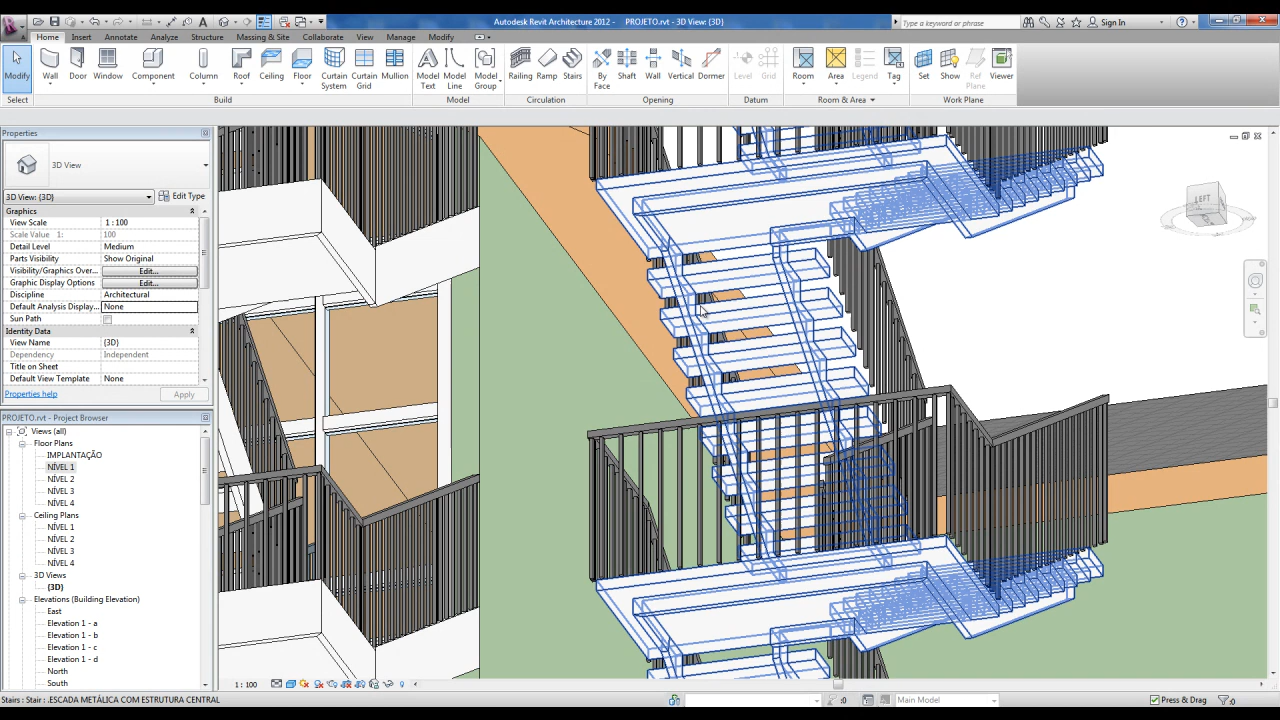 Autodesk Revit Architecture 2012 -    PROJETO.rvt - 3D View: {3D}
Type a keyword or phrase
Sign In
Home Insert Annotate Analyze Structure Massing & Site Collaborate View Manage Modify
Modify Wall Door Window Component Column Roof Ceiling Floor Curtain System Curtain Grid Mullion Model Text Model Line Model Group Railing Ramp Stairs By Face Shaft Wall Vertical Dormer Level Grid Room Area Legend Tag Set Show Ref Plane Viewer
Select Build Model Circulation Opening Datum Room & Area Work Plane
Properties
3D View
3D View: {3D} Edit Type
Graphics
View Scale 1 : 100
Scale Value 1: 100
Detail Level Medium
Parts Visibility Show Original
Visibility/Graphics Over... Edit...
Graphic Display Options Edit...
Discipline Architectural
Default Analysis Display... None
Sun Path
Identity Data
View Name {3D}
Dependency Independent
Title on Sheet
Default View Template None
Properties help Apply
PROJETO.rvt - Project Browser
Views (all)
Floor Plans
IMPLANTAÇÃO
NÍVEL 1
NÍVEL 2
NÍVEL 3
NÍVEL 4
Ceiling Plans
NÍVEL 1
NÍVEL 2
NÍVEL 3
NÍVEL 4
3D Views
{3D}
Elevations (Building Elevation)
East
Elevation 1 - a
Elevation 1 - b
Elevation 1 - c
Elevation 1 - d
North
South
LEFT
1 : 100
Stairs : Stair : .ESCADA METÁLICA COM ESTRUTURA CENTRAL
:0
Main Model
Press & Drag
:0